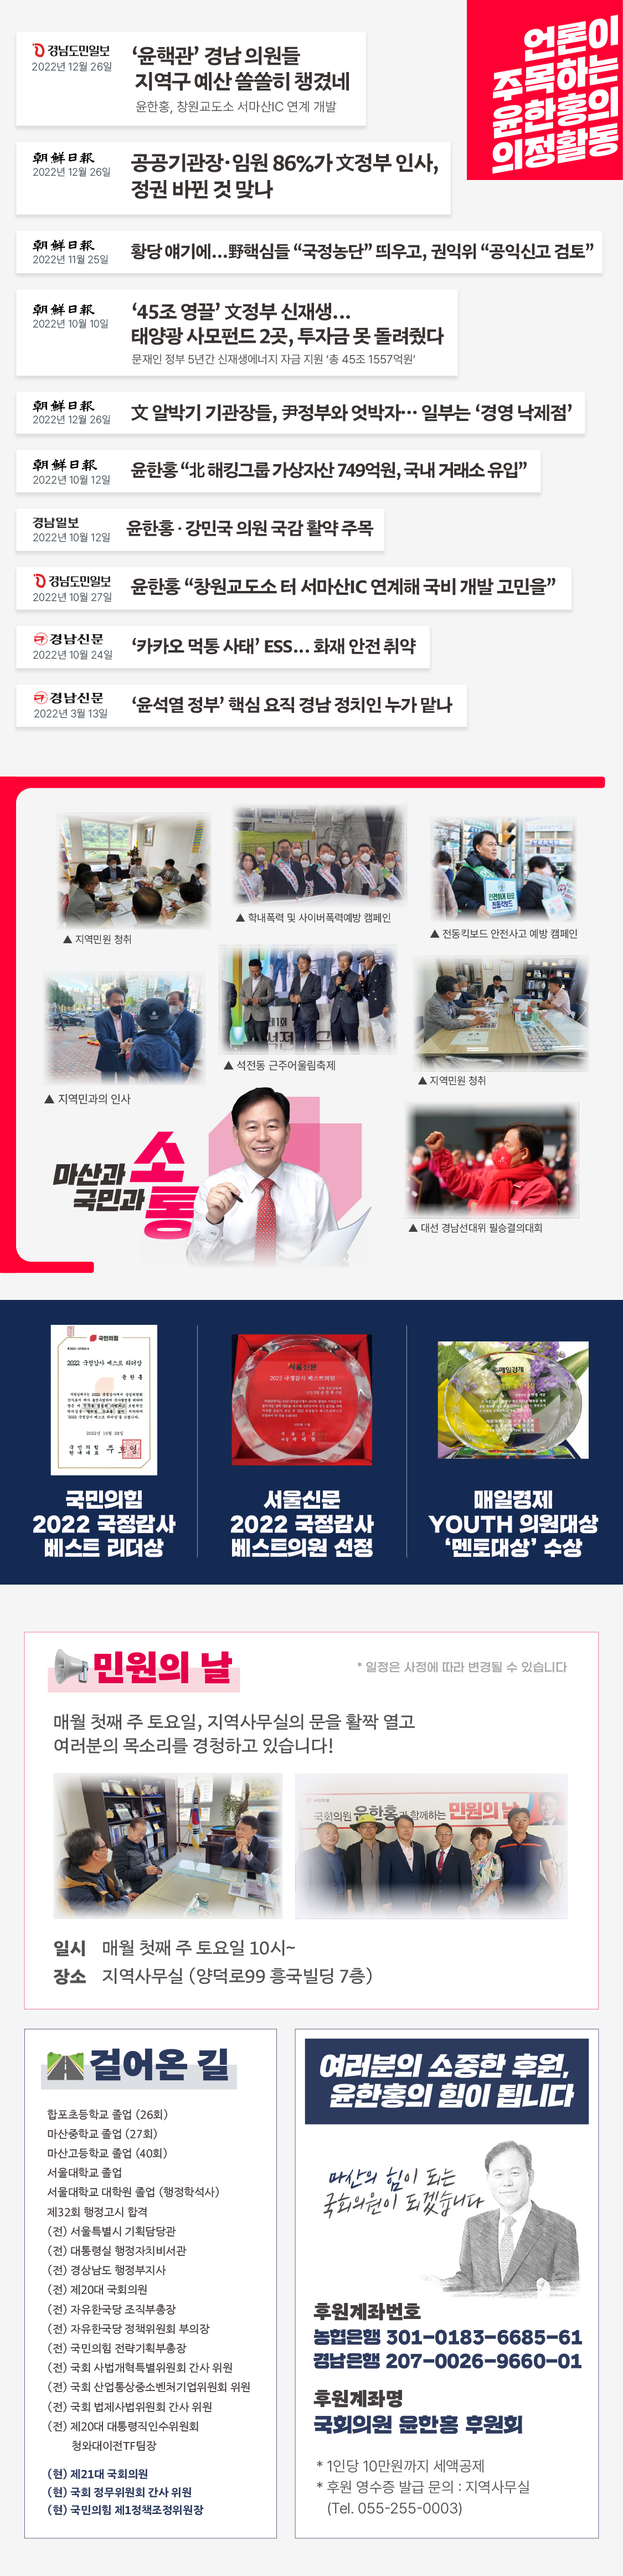 언론이
주목하는
윤한홍의
의정활동
경남도민일보
2022년 12월 26일
‘윤핵관’ 경남 의원들
지역구 예산 쏠쏠히 챙겼네
윤한홍, 창원교도소 서마산IC 연계 개발
朝鮮日報
2022년 12월 26일
공공기관장·임원 86%가 文정부 인사,
정권 바뀐 것 맞나
朝鮮日報
2022년 11월 25일
황당 얘기에…野핵심들 “국정농단” 띄우고, 권익위 “공익신고 검토”
朝鮮日報
2022년 10월 10일
‘45조 영끌’ 文정부 신재생...
태양광 사모펀드 2곳, 투자금 못 돌려줬다
문재인 정부 5년간 신재생에너지 자금 지원 ‘총 45조 1557억원’
朝鮮日報
2022년 12월 26일
文 알박기 기관장들, 尹정부와 엇박자… 일부는 ‘경영 낙제점’
朝鮮日報
2022년 10월 12일
윤한홍 “北 해킹그룹 가상자산 749억원, 국내 거래소 유입”
경남일보
2022년 10월 12일
윤한홍·강민국 의원 국감 활약 주목
경남도민일보
2022년 10월 27일
윤한홍 “창원교도소 터 서마산IC 연계해 국비 개발 고민을”
경남신문
2022년 10월 24일
‘카카오 먹통 사태’ ESS... 화재 안전 취약
경남신문
2022년 3월 13일
‘윤석열 정부’ 핵심 요직 경남 정치인 누가 맡나
▲ 지역민원 청취
▲ 학내폭력 및 사이버폭력예방 캠페인
▲ 전동킥보드 안전사고 예방 캠페인
▲ 지역민과의 인사
▲ 석전동 근주어울림축제
▲ 지역민원 청취
마산과
국민과
소통
▲ 대선 경남선대위 필승결의대회
국민의힘
2022 국정감사 베스트 리더상
윤 한 홍
서울신문
2022 국정감사 베스트의원
매일경제
국민의힘
2022 국정감사
베스트 리더상
서울신문
2022 국정감사
베스트의원 선정
매일경제
YOUTH 의원대상
‘멘토대상’ 수상
민원의 날
* 일정은 사정에 따라 변경될 수 있습니다
매월 첫째 주 토요일, 지역사무실의 문을 활짝 열고
여러분의 목소리를 경청하고 있습니다!
국회의원 윤한홍과 함께하는 민원의 날
일시 매월 첫째 주 토요일 10시~
장소 지역사무실 (양덕로99 흥국빌딩 7층)
걸어온 길
합포초등학교 졸업 (26회)
마산중학교 졸업 (27회)
마산고등학교 졸업 (40회)
서울대학교 졸업
서울대학교 대학원 졸업 (행정학석사)
제32회 행정고시 합격
(전) 서울특별시 기획담당관
(전) 대통령실 행정자치비서관
(전) 경상남도 행정부지사
(전) 제20대 국회의원
(전) 자유한국당 조직부총장
(전) 자유한국당 정책위원회 부의장
(전) 국민의힘 전략기획부총장
(전) 국회 사법개혁특별위원회 간사 위원
(전) 국회 산업통상중소벤처기업위원회 위원
(전) 국회 법제사법위원회 간사 위원
(전) 제20대 대통령직인수위원회
청와대이전TF팀장
(현) 제21대 국회의원
(현) 국회 정무위원회 간사 위원
(현) 국민의힘 제1정책조정위원장
여러분의 소중한 후원,
윤한홍의 힘이 됩니다
마산의 힘이 되는
국회의원이 되겠습니다
후원계좌번호
농협은행 301-0183-6685-61
경남은행 207-0026-9660-01
후원계좌명
국회의원 윤한홍 후원회
* 1인당 10만원까지 세액공제
* 후원 영수증 발급 문의 : 지역사무실
(Tel. 055-255-0003)